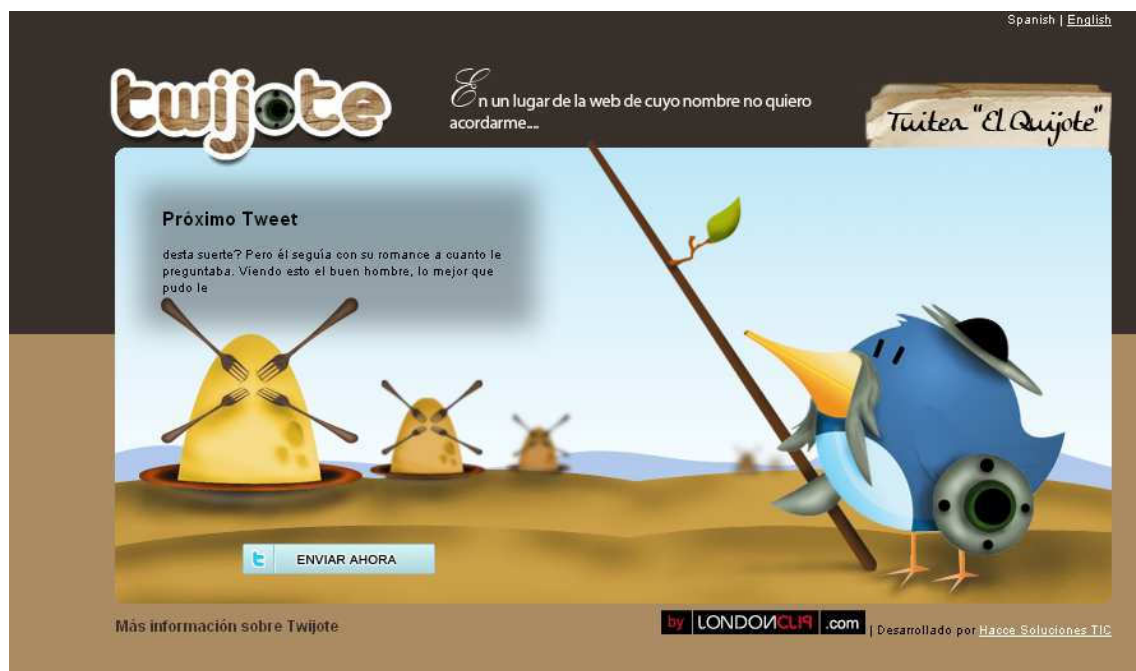 Spanish | English
twijote
En un lugar de la web de cuyo nombre no quiero
acordarme....
Tuitea "El Quijote"
Próximo Tweet
desta suerte? Pero él seguía con su romance a cuanto le
preguntaba. Viendo esto el buen hombre, lo mejor que
pudo le
t ENVIAR AHORA
Más información sobre Twijote
by LONDONCLIP .com | Desarrollado por Hacce Soluciones TIC